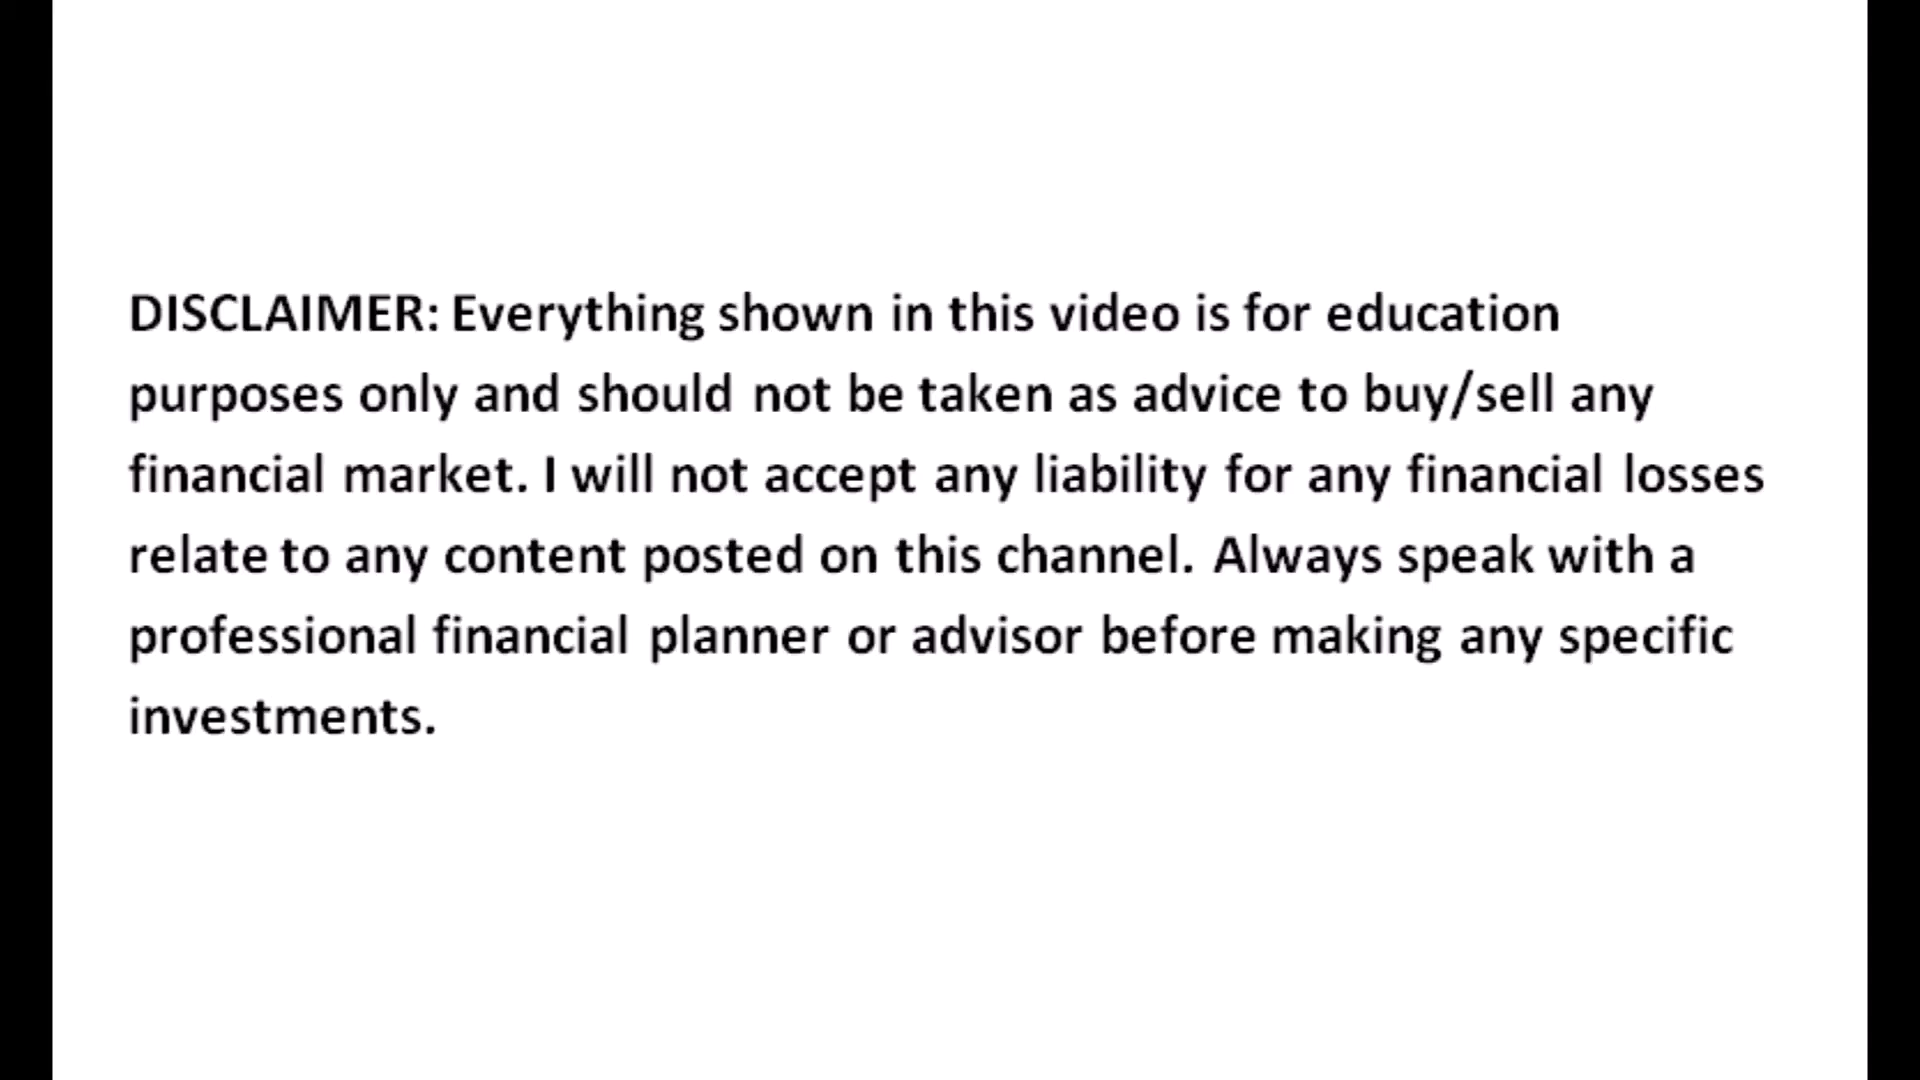 DISCLAIMER: Everything shown in this video is for education
purposes only and should not be taken as advice to buy/sell any
financial market. I will not accept any liability for any financial losses
relate to any content posted on this channel. Always speak with a
professional financial planner or advisor before making any specific
investments.